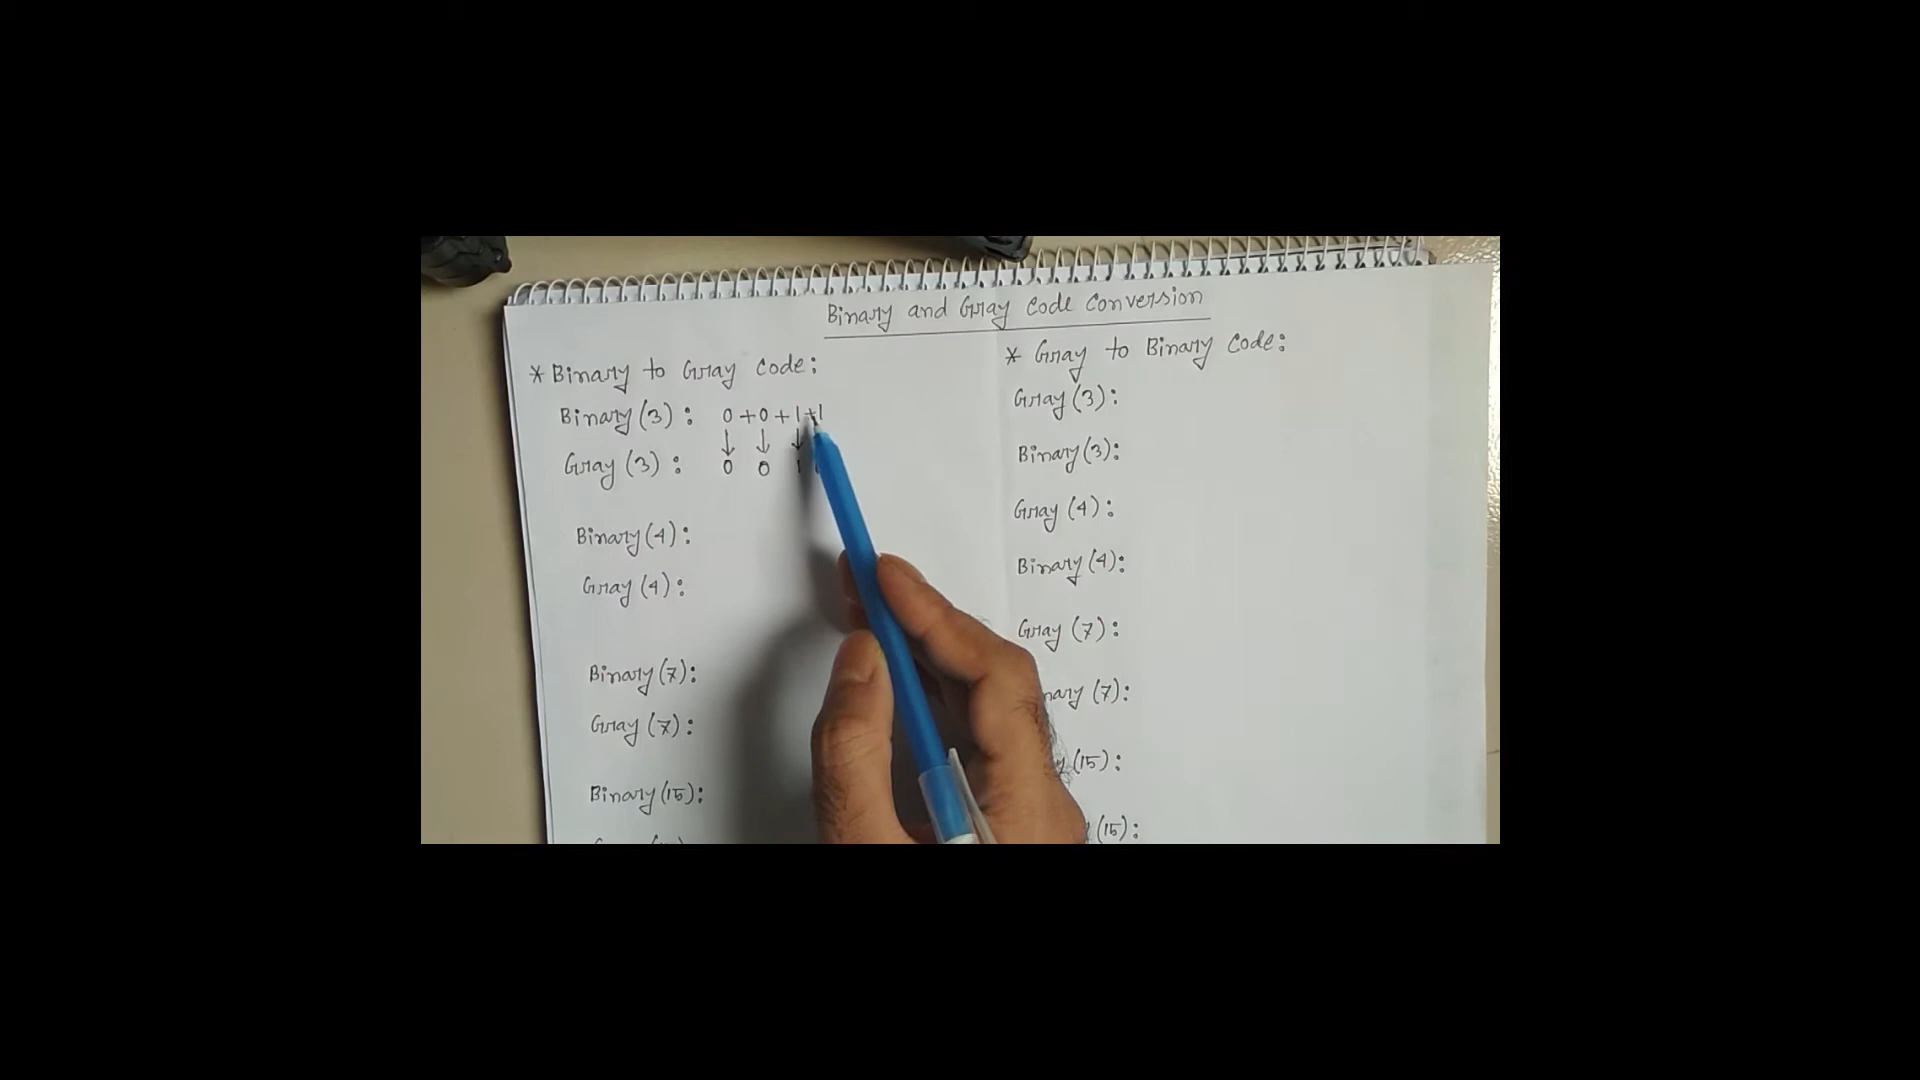 Binary and Gray Code Conversion
* Binary to Gray Code:
Binary(3): 0+0+1+1
↓ ↓ ↓
Gray(3): 0 0 1
Binary(4):
Gray(4):
Binary(7):
Gray(7):
Binary(15):
* Gray to Binary Code:
Gray(3):
Binary(3):
Gray(4):
Binary(4):
Gray(7):
nary(7):
y(15):
(15):